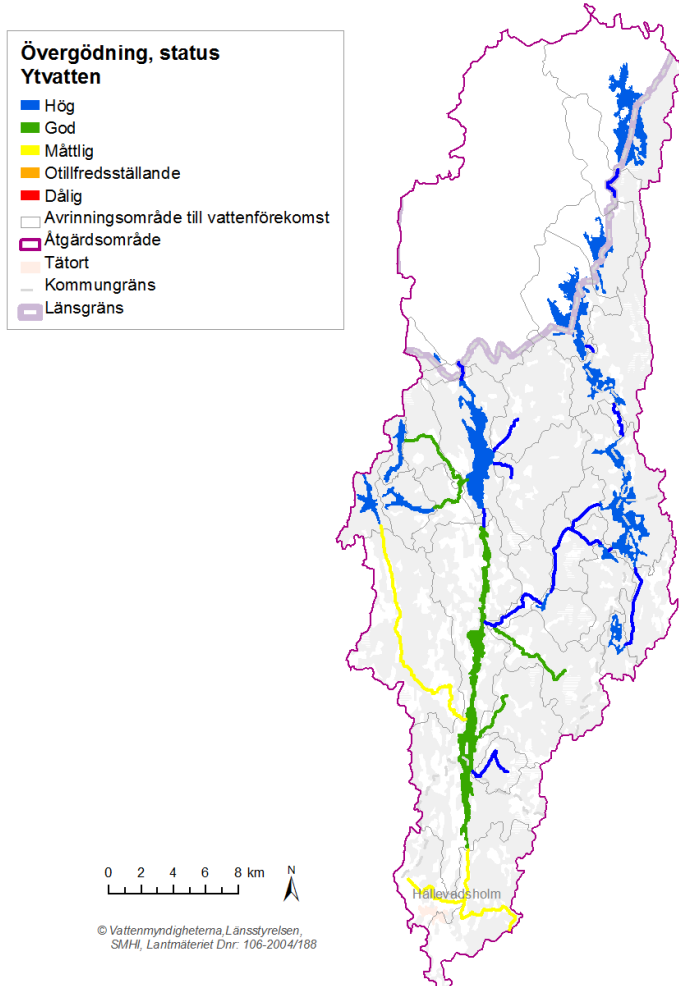 Övergödning, status
Ytvatten
Hög
God
Måttlig
Otillfredsställande
Dålig
Avrinningsområde till vattenförekomst
Åtgärdsområde
Tätort
Kommungräns
Länsgräns
0 2 4 6 8 km
N
Hällevadsholm
© Vattenmyndigheterna,Länsstyrelsen,
SMHI, Lantmäteriet Dnr: 106-2004/188